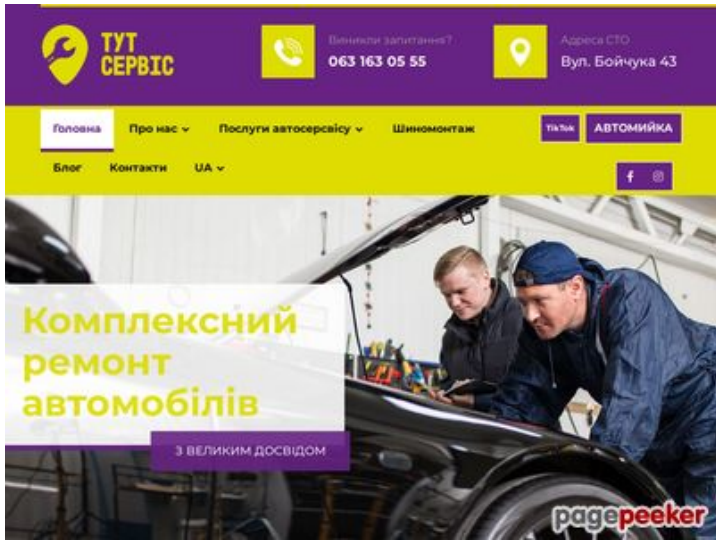 ТУТ
СЕРВІС
Виникли запитання?
063 163 05 55
Адреса СТО
Вул. Бойчука 43
Головна
Про нас
Послуги автосерсвісу
Шиномонтаж
TikTok
АВТОМИЙКА
Блог
Контакти
UA
Комплексний
ремонт
автомобілів
З ВЕЛИКИМ ДОСВІДОМ
pagepeeker